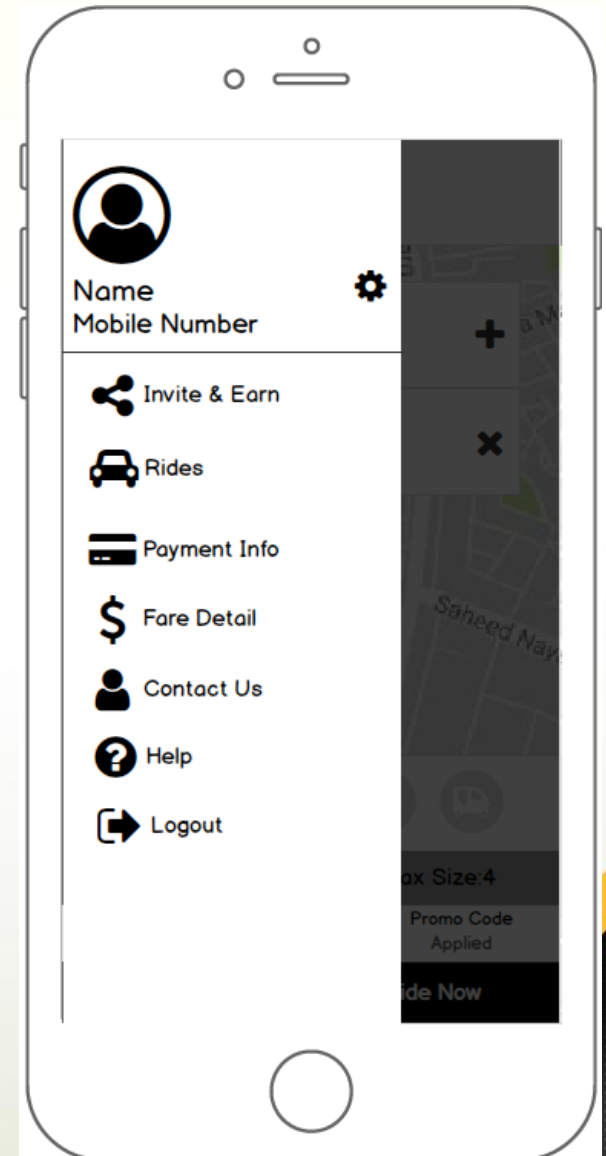 Name
Mobile Number
Invite & Earn
Rides
Payment Info
Fare Detail
Contact Us
Help
Logout
Saheed Nay
ax Size:4
Promo Code
Applied
ide Now